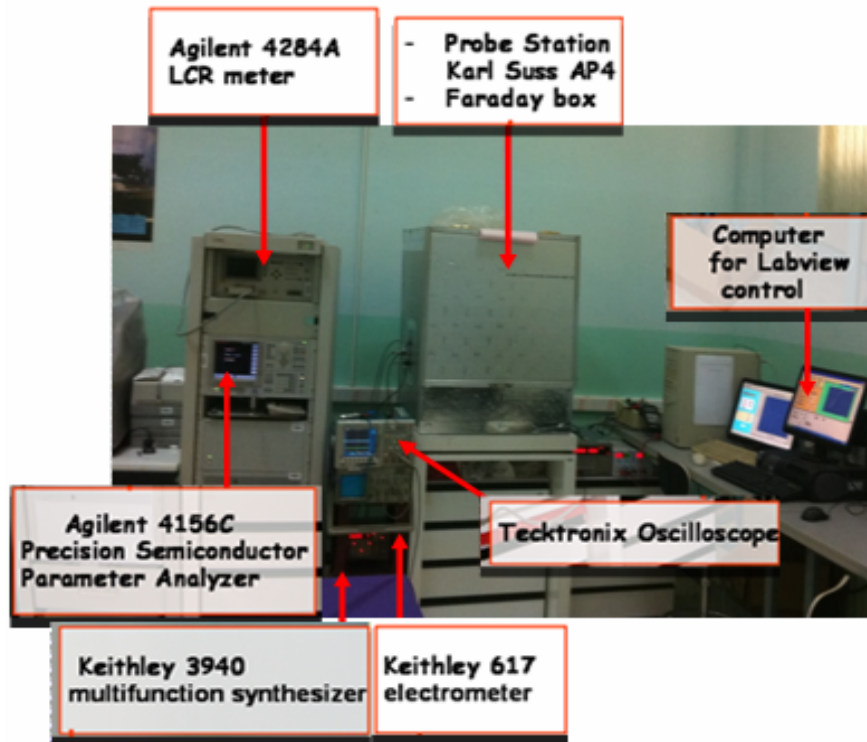 Agilent 4284A
LCR meter
- Probe Station
Karl Suss AP4
- Faraday box
Computer
for Labview
control
Agilent 4156C
Precision Semiconductor
Parameter Analyzer
Tecktronix Oscilloscope
Keithley 3940
multifunction synthesizer
Keithley 617
electrometer